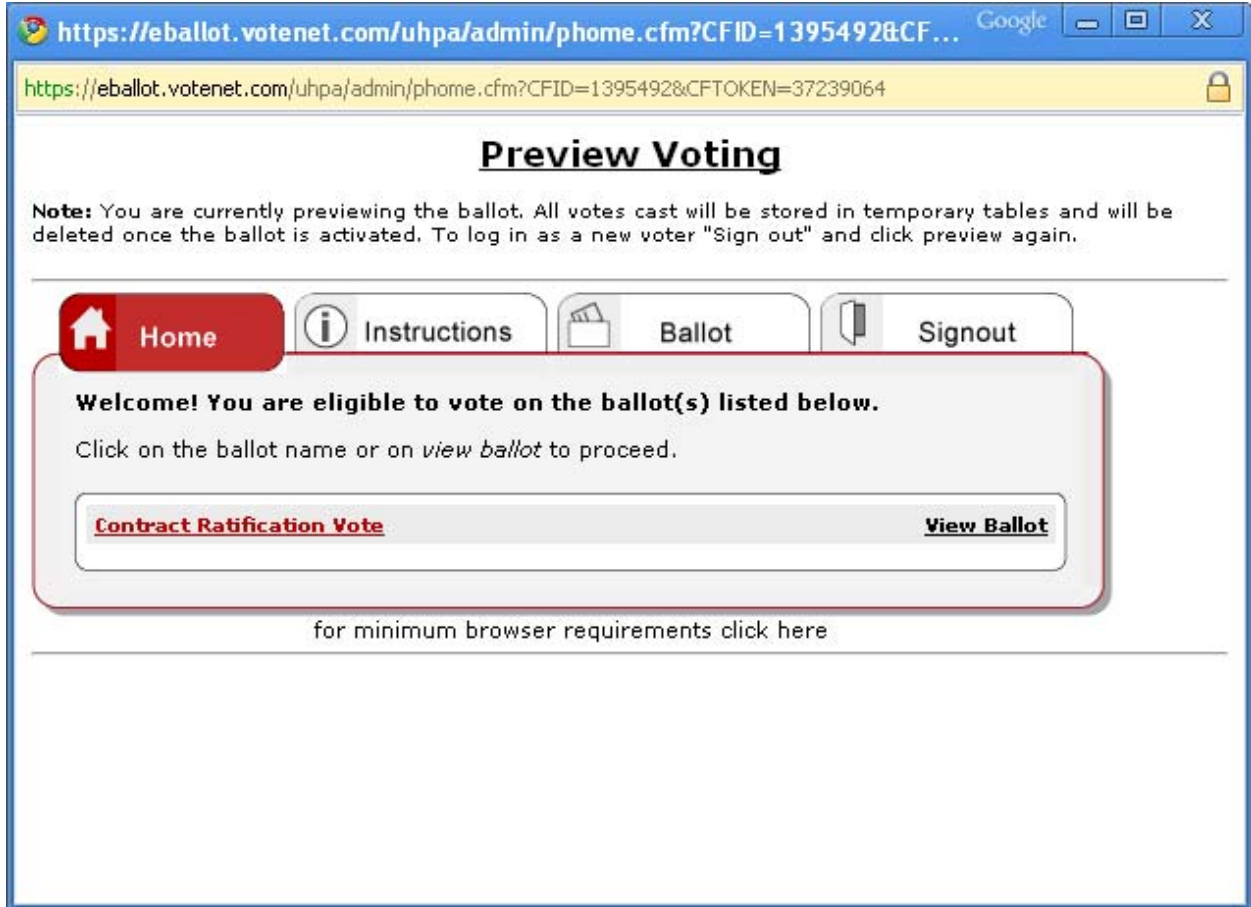 https://eballot.votenet.com/uhpa/admin/phome.cfm?CFID=1395492&CF...
Google
https://eballot.votenet.com/uhpa/admin/phome.cfm?CFID=1395492&CFTOKEN=37239064
Preview Voting
Note: You are currently previewing the ballot. All votes cast will be stored in temporary tables and will be
deleted once the ballot is activated. To log in as a new voter "Sign out" and click preview again.
Home
Instructions
Ballot
Signout
Welcome! You are eligible to vote on the ballot(s) listed below.
Click on the ballot name or on view ballot to proceed.
Contract Ratification Vote
View Ballot
for minimum browser requirements click here